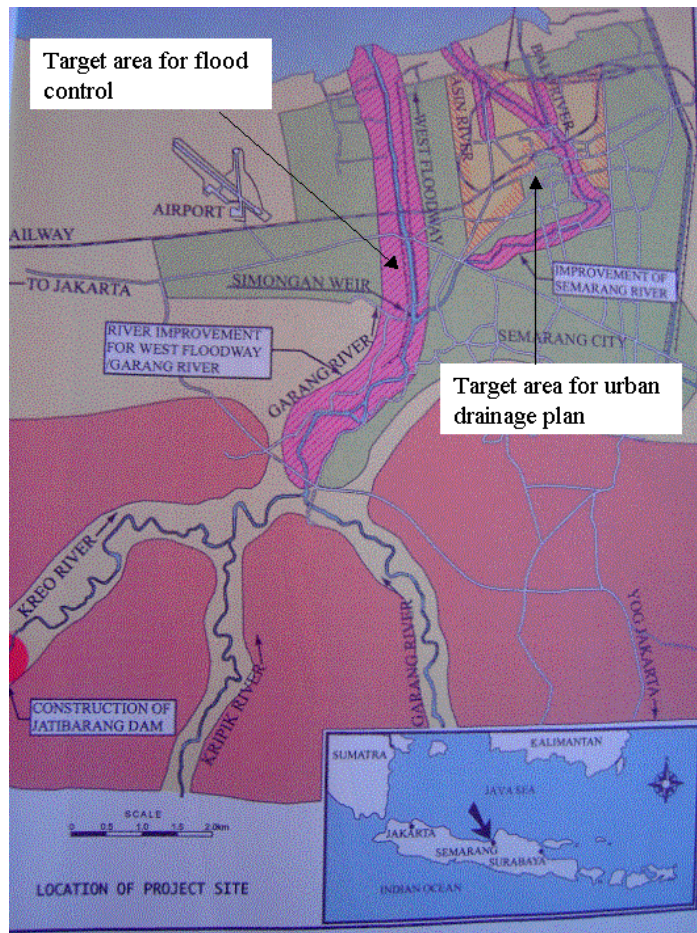 Target area for flood
control
WEST FLOODWAY
ASIN RIVER
BARU RIVER
AIRPORT
RAILWAY
TO JAKARTA
SIMONGAN WEIR
IMPROVEMENT OF
SEMARANG RIVER
RIVER IMPROVEMENT
FOR WEST FLOODWAY
/GARANG RIVER
GARANG RIVER
SEMARANG CITY
Target area for urban
drainage plan
KREO RIVER
CONSTRUCTION OF
JATIBARANG DAM
KRIPIK RIVER
GARANG RIVER
YOGJAKARTA
SCALE
0 0.5 1.0 1.5 2.0km
LOCATION OF PROJECT SITE
SUMATRA
KALIMANTAN
JAVA SEA
JAKARTA
SEMARANG
SURABAYA
INDIAN OCEAN